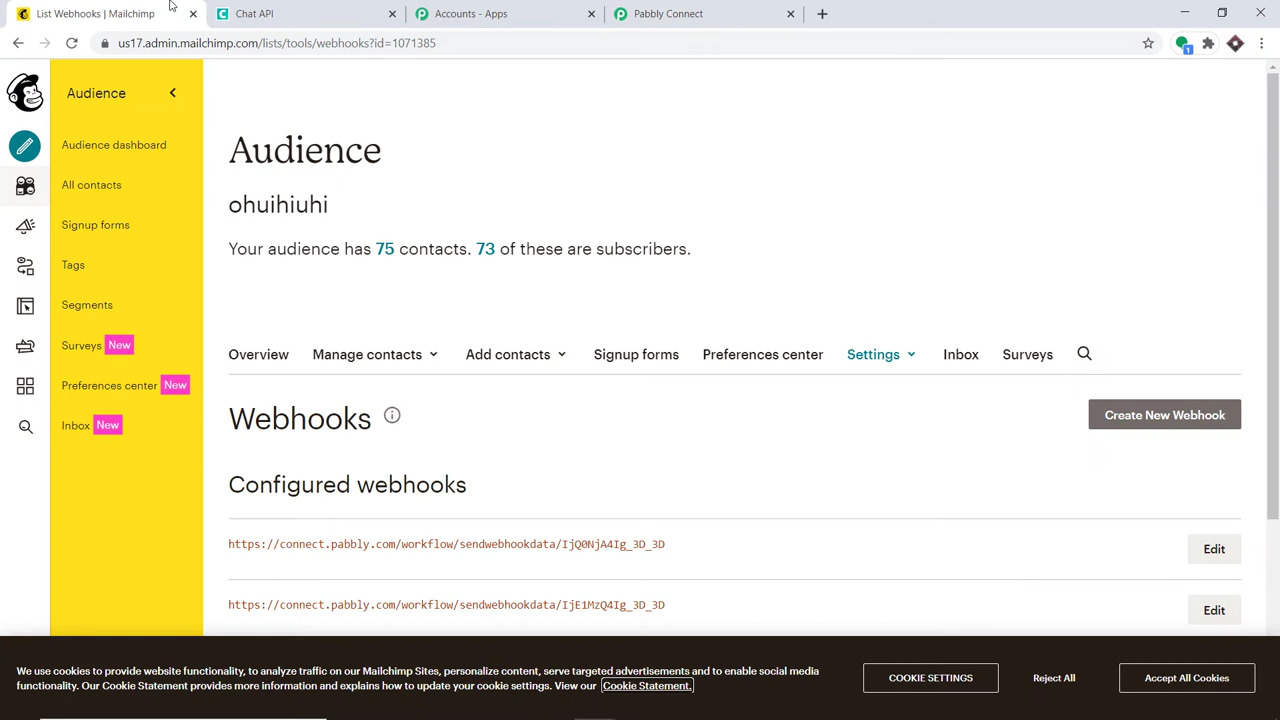 List Webhooks | Mailchimp
Chat API
Accounts - Apps
Pabbly Connect
us17.admin.mailchimp.com/lists/tools/webhooks?id=1071385
1
Audience
Audience dashboard
All contacts
Signup forms
Tags
Segments
Surveys New
Preferences center New
Inbox New
Audience
ohuihiuhi
Your audience has 75 contacts. 73 of these are subscribers.
Overview Manage contacts Add contacts Signup forms Preferences center Settings Inbox Surveys
Webhooks
Create New Webhook
Configured webhooks
https://connect.pabbly.com/workflow/sendwebhookdata/IjQ0NjA4Ig_3D_3D
Edit
https://connect.pabbly.com/workflow/sendwebhookdata/IjE1MzQ4Ig_3D_3D
Edit
We use cookies to provide website functionality, to analyze traffic on our Mailchimp Sites, personalize content, serve targeted advertisements and to enable social media
functionality. Our Cookie Statement provides more information and explains how to update your cookie settings. View our Cookie Statement.
COOKIE SETTINGS
Reject All
Accept All Cookies